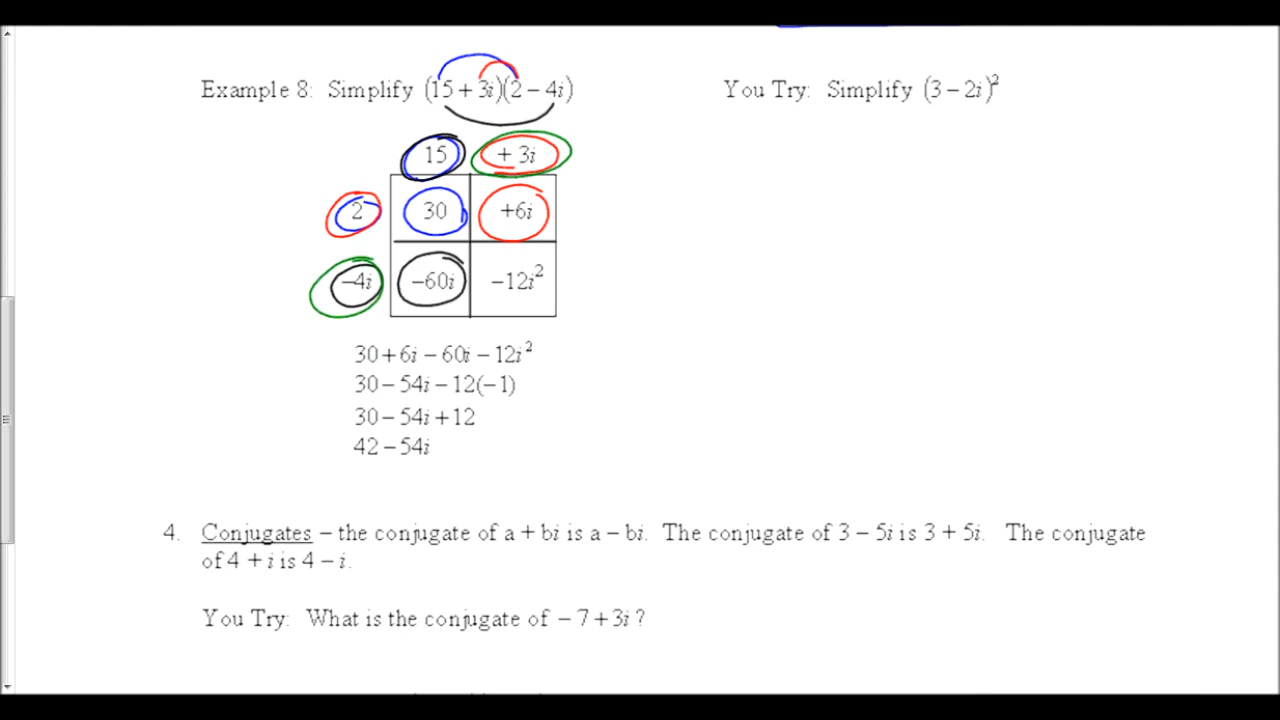 Example 8: Simplify (15 + 3i)(2 − 4i)
You Try: Simplify (3 − 2i)²
15 + 3i
2 30 +6i
−4i −60i −12i²
30 + 6i − 60i − 12i²
30 − 54i − 12(−1)
30 − 54i + 12
42 − 54i
4. Conjugates – the conjugate of a + bi is a – bi. The conjugate of 3 − 5i is 3 + 5i. The conjugate
of 4 + i is 4 − i.
You Try: What is the conjugate of − 7 + 3i ?